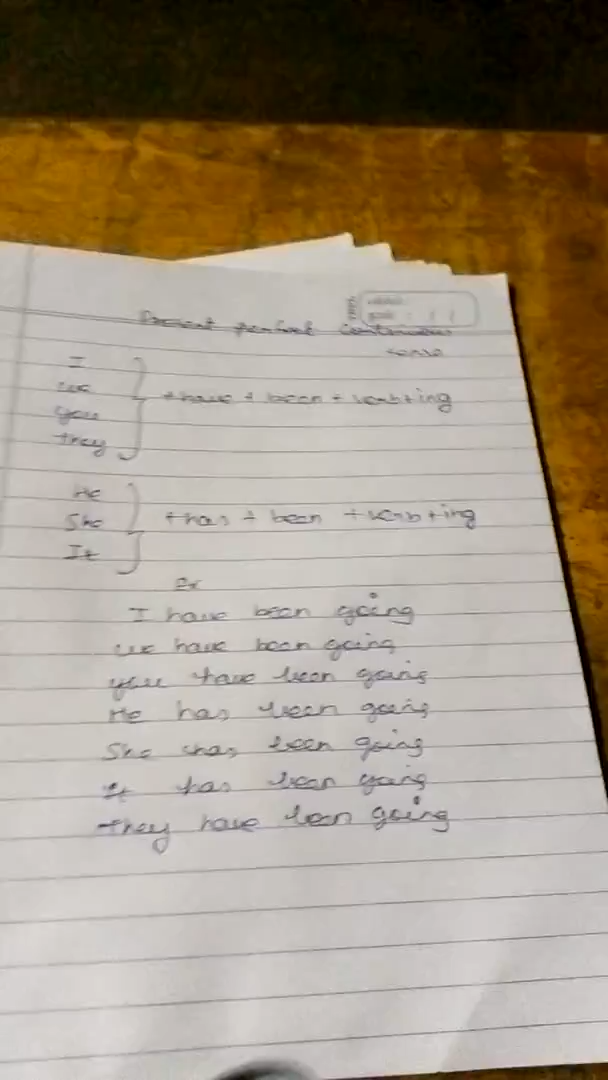 Present perfect continuous
tense
I
we
you
they
+have + been + verb+ing
He
She
It
+has + been +verb+ing
Ex
I have been going
we have been going
you have been going
He has been going
She has been going
It has been going
They have been going